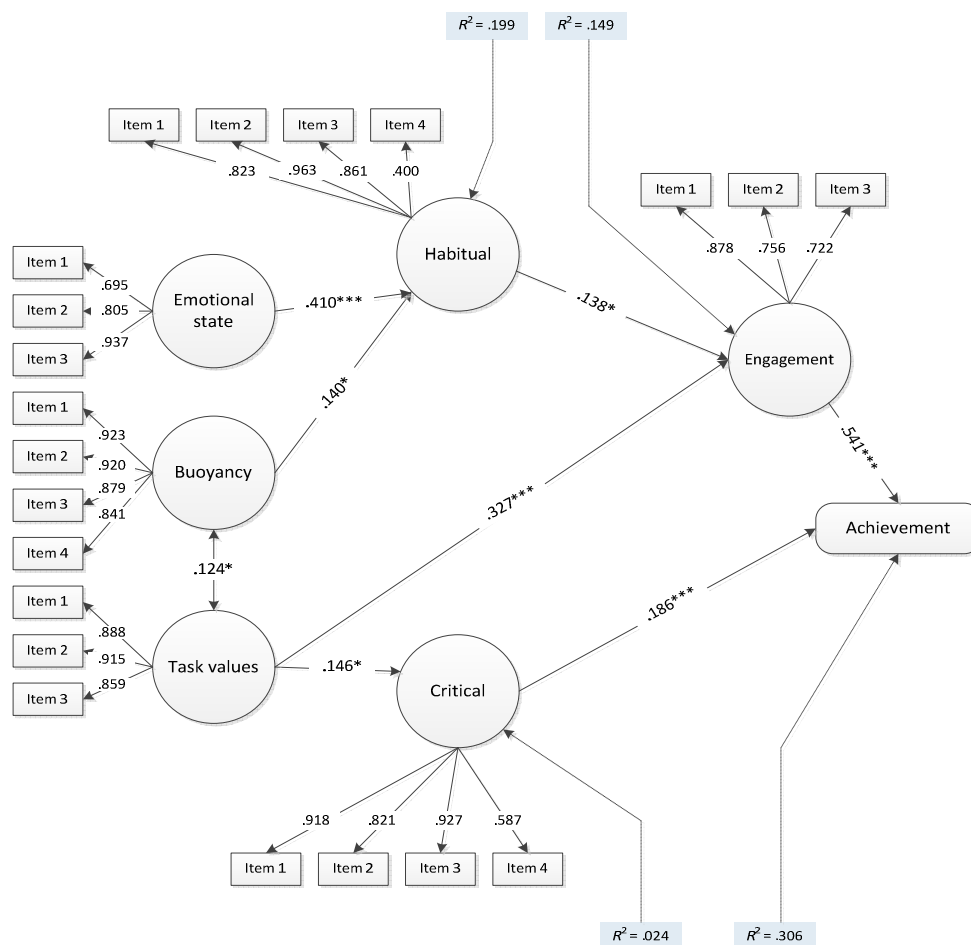 R² = .199
R² = .149
Item 1
Item 2
Item 3
Item 4
.823
.963
.861
.400
Item 1
Item 2
Item 3
.878
.756
.722
Habitual
Item 1
Item 2
Item 3
.695
.805
.937
Emotional
state
.410***
.138*
Engagement
.140*
Item 1
Item 2
Item 3
Item 4
.923
.920
.879
.841
Buoyancy
.327***
.541***
Achievement
.124*
.186***
Item 1
Item 2
Item 3
.888
.915
.859
Task values
.146*
Critical
.918
.821
.927
.587
Item 1
Item 2
Item 3
Item 4
R² = .024
R² = .306